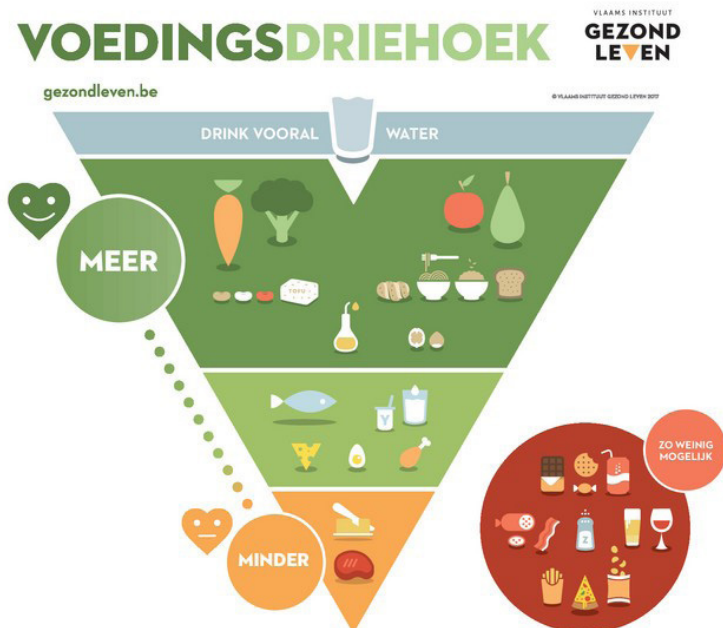 VOEDINGSDRIEHOEK
VLAAMS INSTITUUT
GEZOND
LEVEN
gezondleven.be
© VLAAMS INSTITUUT GEZOND LEVEN 2017
DRINK VOORAL WATER
MEER
TOFU
Y
ZO WEINIG
MOGELIJK
Z
MINDER